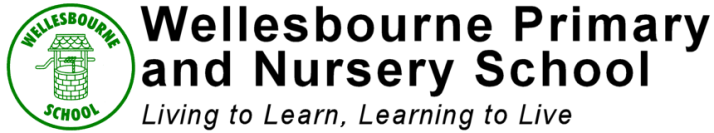 WELLESBOURNE
SCHOOL
Wellesbourne Primary
and Nursery School
Living to Learn, Learning to Live